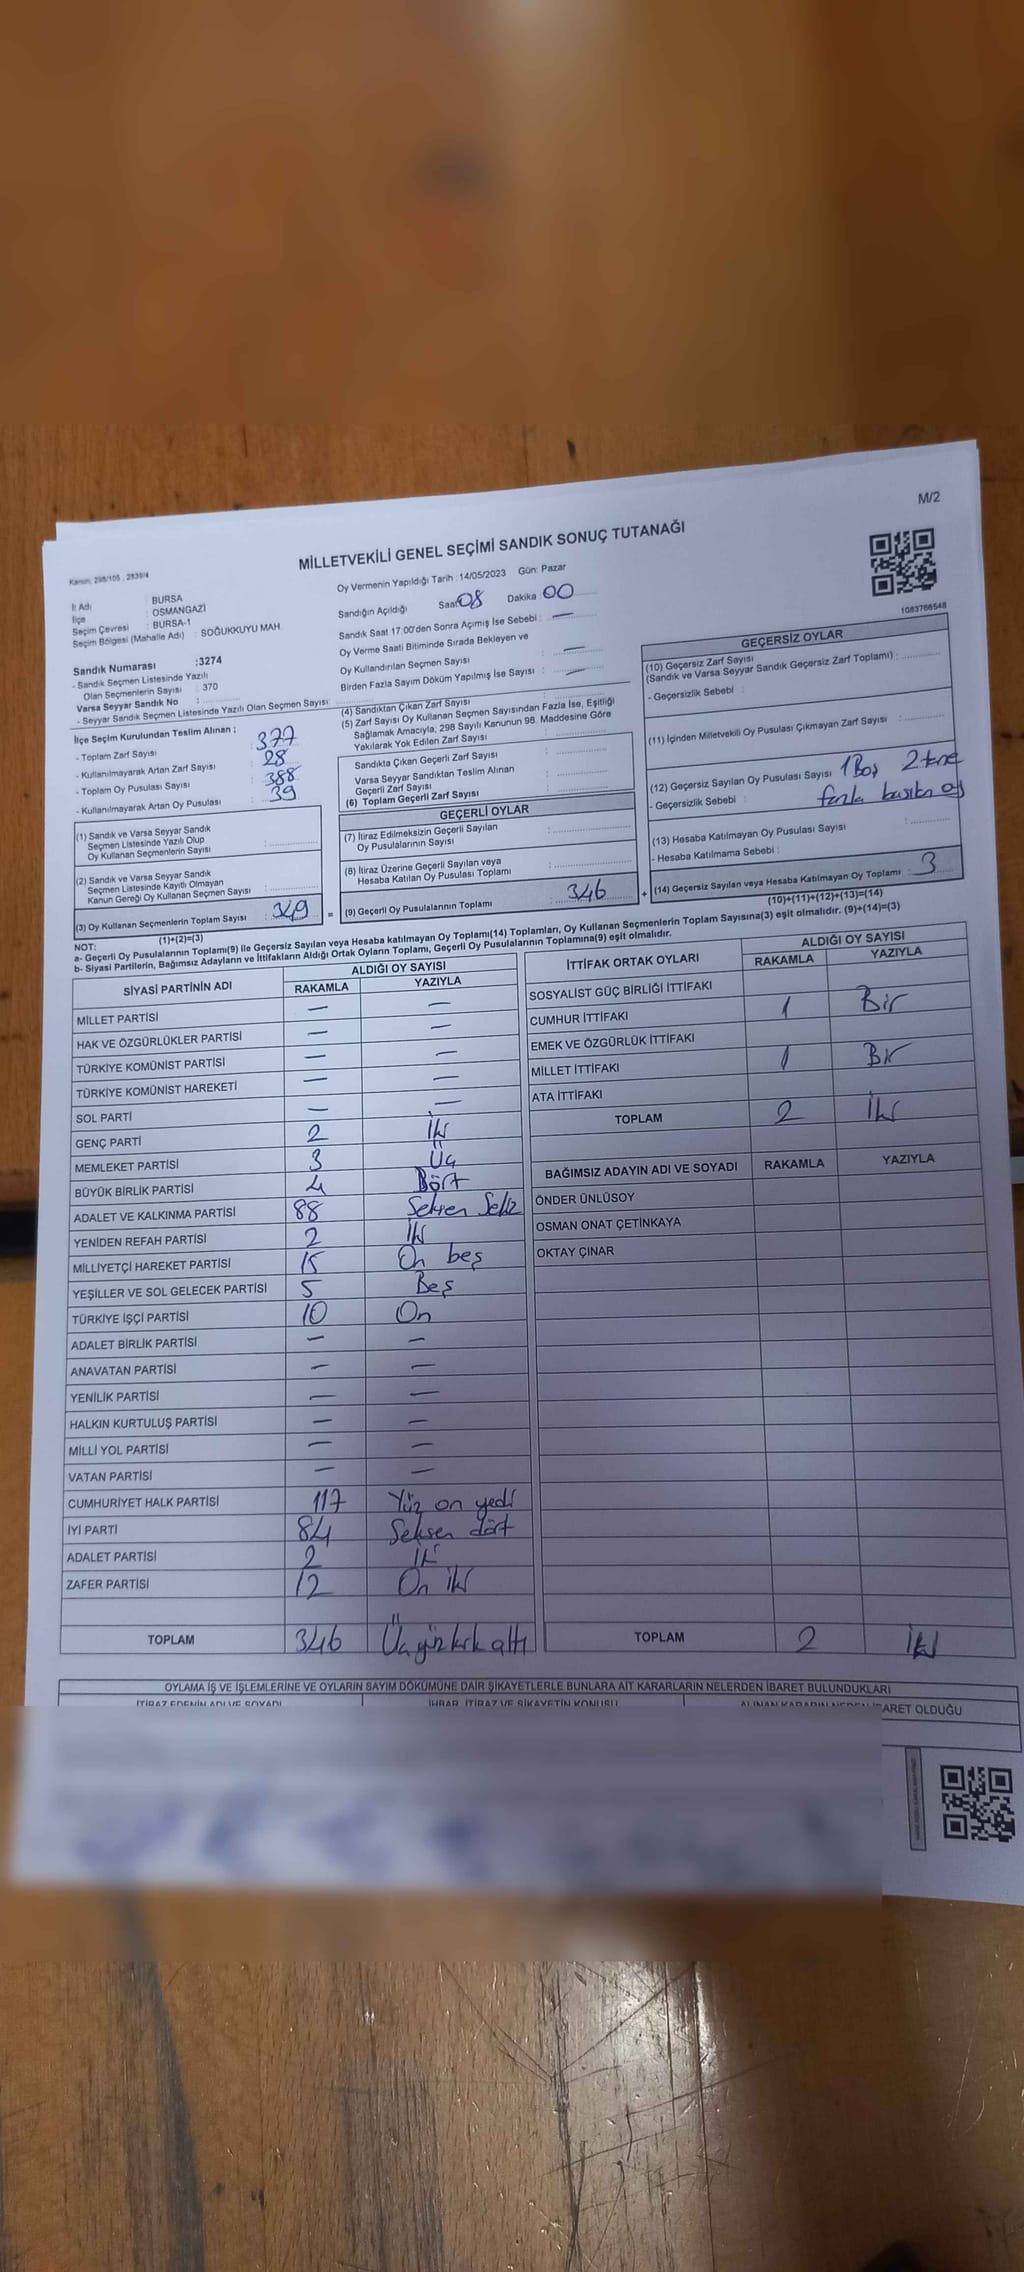 M/2
MİLLETVEKİLİ GENEL SEÇİMİ SANDIK SONUÇ TUTANAĞI
Kanun: 298/105 , 2839/4
1083766548
İl Adı : BURSA
İlçe : OSMANGAZİ
Seçim Çevresi : BURSA-1
Seçim Bölgesi (Mahalle Adı) : SOĞUKKUYU MAH
Sandık Numarası :3274
- Sandık Seçmen Listesinde Yazılı
Olan Seçmenlerin Sayısı : 370
Varsa Seyyar Sandık No :
- Seyyar Sandık Seçmen Listesinde Yazılı Olan Seçmen Sayısı:
Oy Vermenin Yapıldığı Tarih : 14/05/2023 Gün: Pazar
Sandığın Açıldığı Saat: 08 Dakika: 00
Sandık Saat 17:00'den Sonra Açımış İse Sebebi : —
Oy Verme Saati Bitiminde Sırada Bekleyen ve
Oy Kullandırılan Seçmen Sayısı : —
Birden Fazla Sayım Döküm Yapılmış İse Sayısı : —
İlçe Seçim Kurulundan Teslim Alınan ;
- Toplam Zarf Sayısı : 377
- Kullanılmayarak Artan Zarf Sayısı : 28
- Toplam Oy Pusulası Sayısı : 388
- Kullanılmayarak Artan Oy Pusulası : 39
(1) Sandık ve Varsa Seyyar Sandık
Seçmen Listesinde Yazılı Olup
Oy Kullanan Seçmenlerin Sayısı :
(2) Sandık ve Varsa Seyyar Sandık
Seçmen Listesinde Kayıtlı Olmayan
Kanun Gereği Oy Kullanan Seçmen Sayısı :
(3) Oy Kullanan Seçmenlerin Toplam Sayısı : 349
(1)+(2)=(3)
(4) Sandıktan Çıkan Zarf Sayısı :
(5) Zarf Sayısı Oy Kullanan Seçmen Sayısından Fazla İse, Eşitliği
Sağlamak Amacıyla; 298 Sayılı Kanunun 98. Maddesine Göre
Yakılarak Yok Edilen Zarf Sayısı :
Sandıkta Çıkan Geçerli Zarf Sayısı :
Varsa Seyyar Sandıktan Teslim Alınan
Geçerli Zarf Sayısı :
(6) Toplam Geçerli Zarf Sayısı :
GEÇERLİ OYLAR
(7) İtiraz Edilmeksizin Geçerli Sayılan
Oy Pusulalarının Sayısı :
(8) İtiraz Üzerine Geçerli Sayılan veya
Hesaba Katılan Oy Pusulası Toplamı :
= (9) Geçerli Oy Pusulalarının Toplamı : 346 +
GEÇERSİZ OYLAR
(10) Geçersiz Zarf Sayısı
(Sandık ve Varsa Seyyar Sandık Geçersiz Zarf Toplamı) :
- Geçersizlik Sebebi :
(11) İçinden Milletvekili Oy Pusulası Çıkmayan Zarf Sayısı :
(12) Geçersiz Sayılan Oy Pusulası Sayısı : 1 Boş 2 tane
- Geçersizlik Sebebi : fazla basılan oy
(13) Hesaba Katılmayan Oy Pusulası Sayısı :
- Hesaba Katılmama Sebebi :
(14) Geçersiz Sayılan veya Hesaba Katılmayan Oy Toplamı : 3
(10)+(11)+(12)+(13)=(14)
NOT:
a- Geçerli Oy Pusulalarının Toplamı(9) ile Geçersiz Sayılan veya Hesaba katılmayan Oy Toplamı(14) Toplamları, Oy Kullanan Seçmenlerin Toplam Sayısına(3) eşit olmalıdır. (9)+(14)=(3)
b- Siyasi Partilerin, Bağımsız Adayların ve İttifakların Aldığı Ortak Oyların Toplamı, Geçerli Oy Pusulalarının Toplamına(9) eşit olmalıdır.
SİYASİ PARTİNİN ADI ALDIĞI OY SAYISI
RAKAMLA YAZIYLA
MİLLET PARTİSİ — —
HAK VE ÖZGÜRLÜKLER PARTİSİ — —
TÜRKİYE KOMÜNİST PARTİSİ — —
TÜRKİYE KOMÜNİST HAREKETİ — —
SOL PARTİ — —
GENÇ PARTİ 2 İki
MEMLEKET PARTİSİ 3 Üç
BÜYÜK BİRLİK PARTİSİ 4 Dört
ADALET VE KALKINMA PARTİSİ 88 Seksen Sekiz
YENİDEN REFAH PARTİSİ 2 İki
MİLLİYETÇİ HAREKET PARTİSİ 15 On beş
YEŞİLLER VE SOL GELECEK PARTİSİ 5 Beş
TÜRKİYE İŞÇİ PARTİSİ 10 On
ADALET BİRLİK PARTİSİ — —
ANAVATAN PARTİSİ — —
YENİLİK PARTİSİ — —
HALKIN KURTULUŞ PARTİSİ — —
MİLLİ YOL PARTİSİ — —
VATAN PARTİSİ — —
CUMHURİYET HALK PARTİSİ 117 Yüz on yedi
İYİ PARTİ 84 Seksen dört
ADALET PARTİSİ 2 İki
ZAFER PARTİSİ 12 On iki
TOPLAM 346 Üçyüz kırk altı
İTTİFAK ORTAK OYLARI ALDIĞI OY SAYISI
RAKAMLA YAZIYLA
SOSYALİST GÜÇ BİRLİĞİ İTTİFAKI
CUMHUR İTTİFAKI 1 Bir
EMEK VE ÖZGÜRLÜK İTTİFAKI
MİLLET İTTİFAKI 1 Bir
ATA İTTİFAKI
TOPLAM 2 İki
BAĞIMSIZ ADAYIN ADI VE SOYADI RAKAMLA YAZIYLA
ÖNDER ÜNLÜSOY
OSMAN ONAT ÇETİNKAYA
OKTAY ÇINAR
TOPLAM 2 İki
OYLAMA İŞ VE İŞLEMLERİNE VE OYLARIN SAYIM DÖKÜMÜNE DAİR ŞİKAYETLERLE BUNLARA AİT KARARLARIN NELERDEN İBARET BULUNDUKLARI
İTİRAZ EDENİN ADI VE SOYADI İHBAR, İTİRAZ VE ŞİKAYETİN KONUSU ALINAN KARARIN NEDEN İBARET OLDUĞU